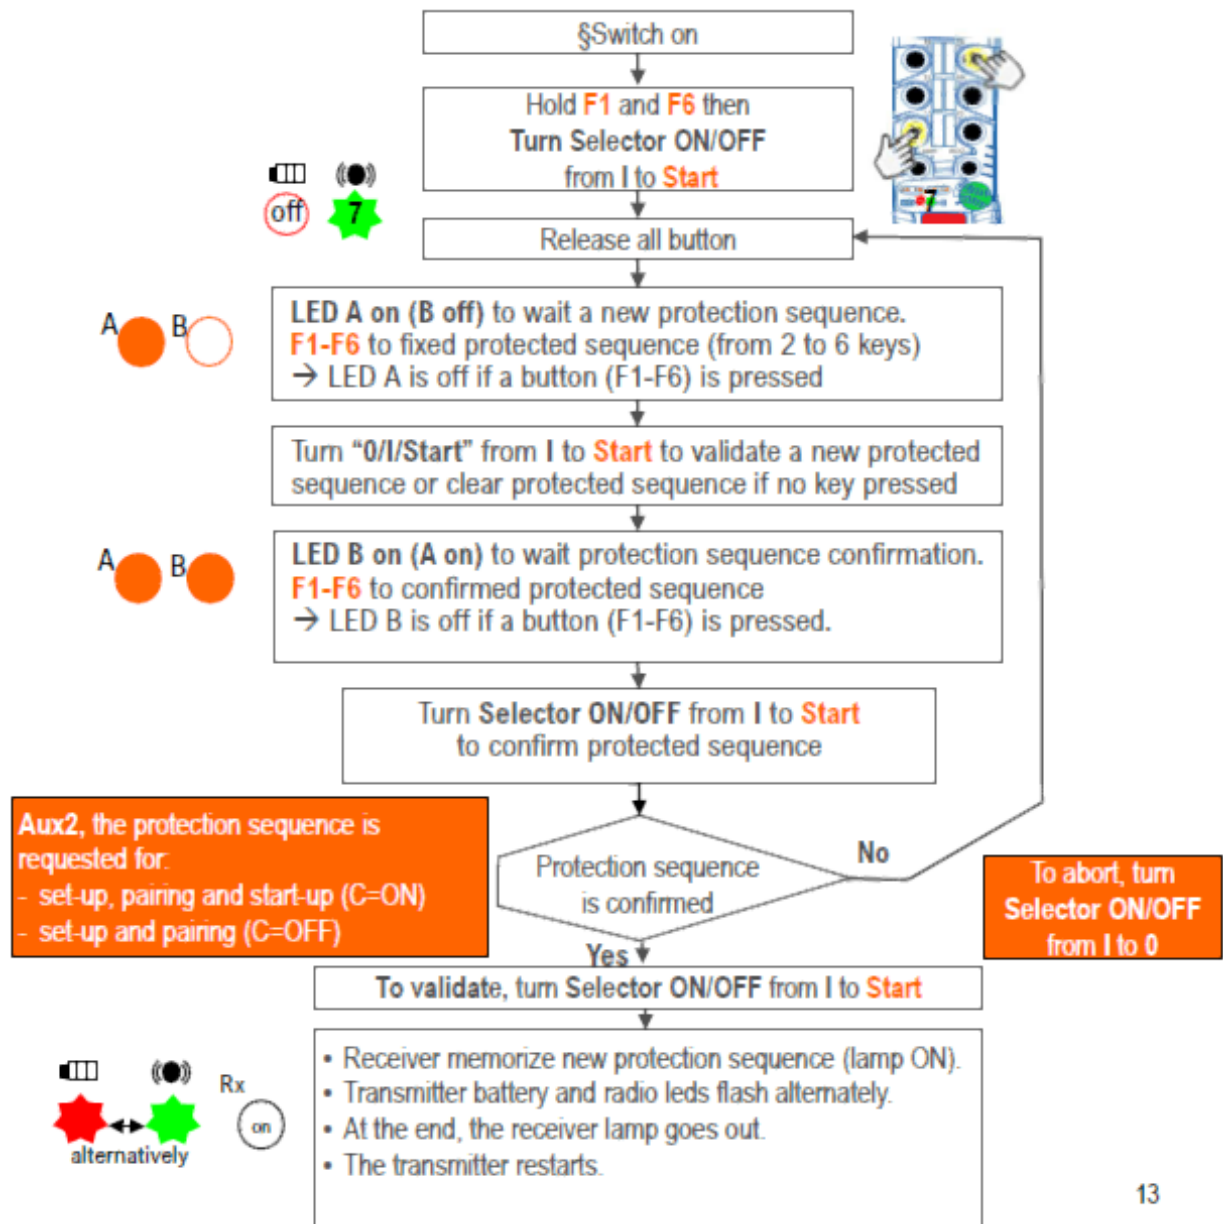 §Switch on
Hold F1 and F6 then
Turn Selector ON/OFF
from I to Start
off
7
7
Release all button
A
B
LED A on (B off) to wait a new protection sequence.
F1-F6 to fixed protected sequence (from 2 to 6 keys)
→ LED A is off if a button (F1-F6) is pressed
Turn “0/I/Start” from I to Start to validate a new protected
sequence or clear protected sequence if no key pressed
A
B
LED B on (A on) to wait protection sequence confirmation.
F1-F6 to confirmed protected sequence
→ LED B is off if a button (F1-F6) is pressed.
Turn Selector ON/OFF from I to Start
to confirm protected sequence
Aux2, the protection sequence is
requested for:
- set-up, pairing and start-up (C=ON)
- set-up and pairing (C=OFF)
Protection sequence
is confirmed
No
To abort, turn
Selector ON/OFF
from I to 0
Yes
To validate, turn Selector ON/OFF from I to Start
Rx
on
alternatively
• Receiver memorize new protection sequence (lamp ON).
• Transmitter battery and radio leds flash alternately.
• At the end, the receiver lamp goes out.
• The transmitter restarts.
13